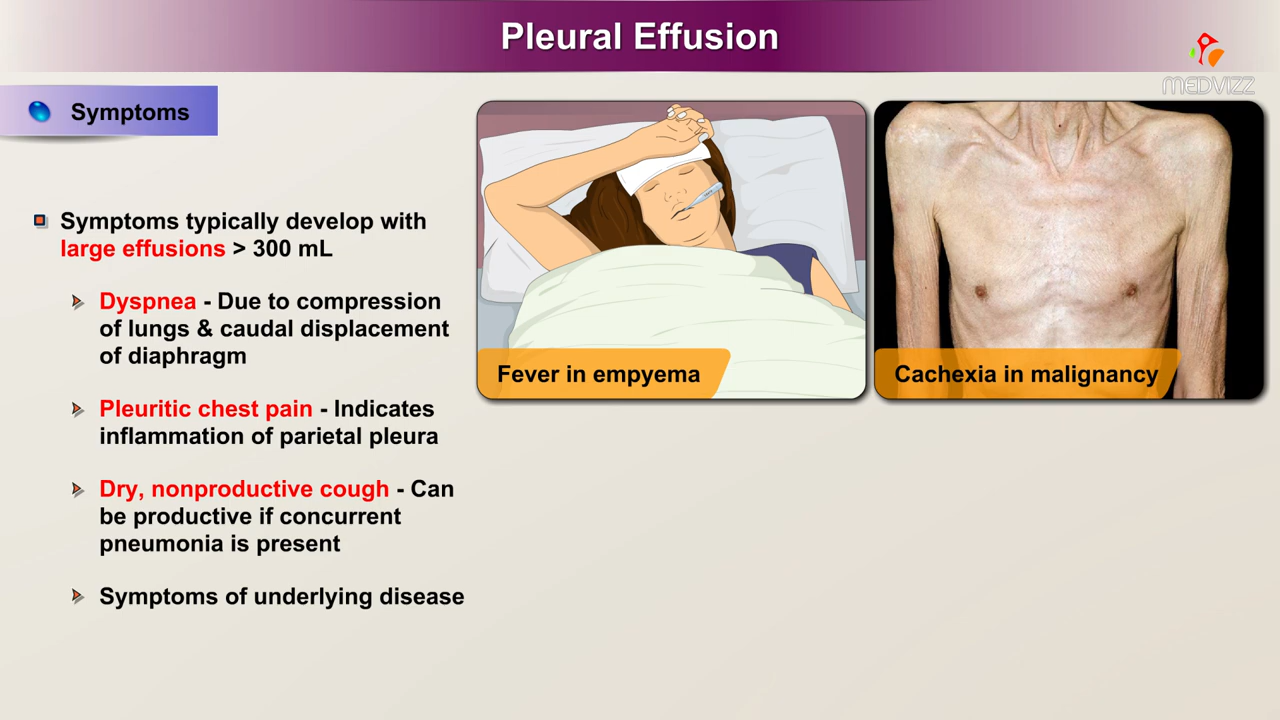 Pleural Effusion
MEDVIZZ
Symptoms
Symptoms typically develop with
large effusions > 300 mL
Dyspnea - Due to compression
of lungs & caudal displacement
of diaphragm
Pleuritic chest pain - Indicates
inflammation of parietal pleura
Dry, nonproductive cough - Can
be productive if concurrent
pneumonia is present
Symptoms of underlying disease
Fever in empyema
Cachexia in malignancy